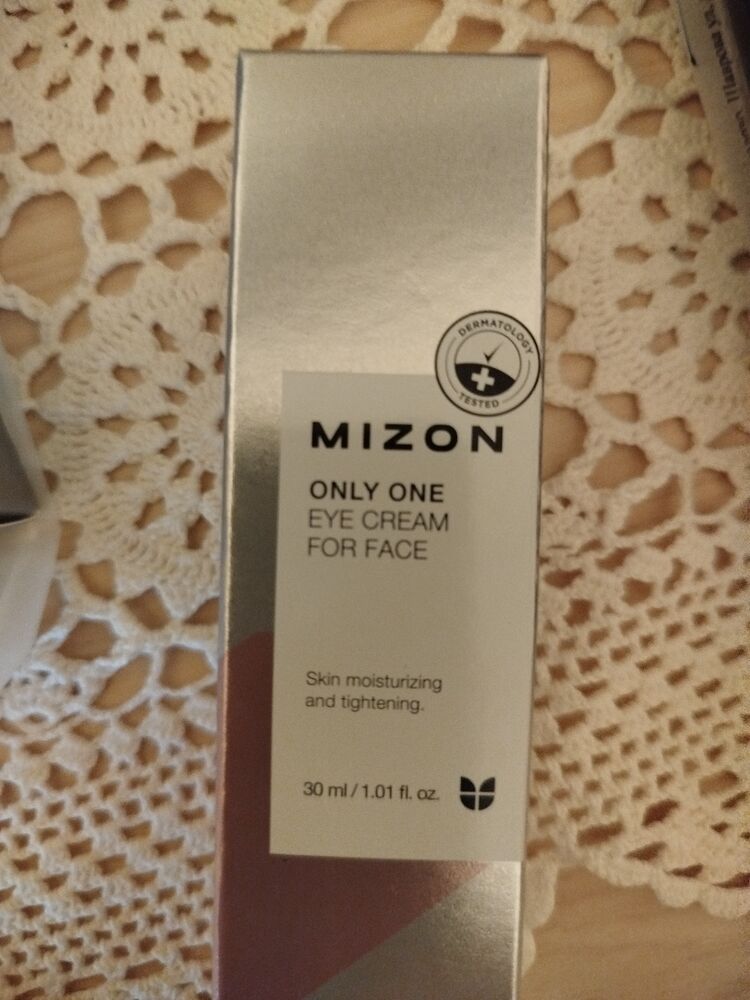 DERMATOLOGY
TESTED
MIZON
ONLY ONE
EYE CREAM
FOR FACE
Skin moisturizing
and tightening.
30 ml / 1.01 fl. oz.